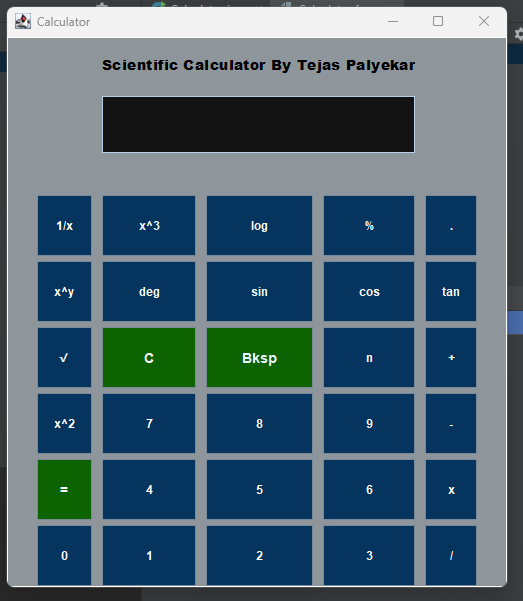 Calculator
Scientific Calculator By Tejas Palyekar
1/x x^3 log % .
x^y deg sin cos tan
√ C Bksp n +
x^2 7 8 9 -
= 4 5 6 x
0 1 2 3 /